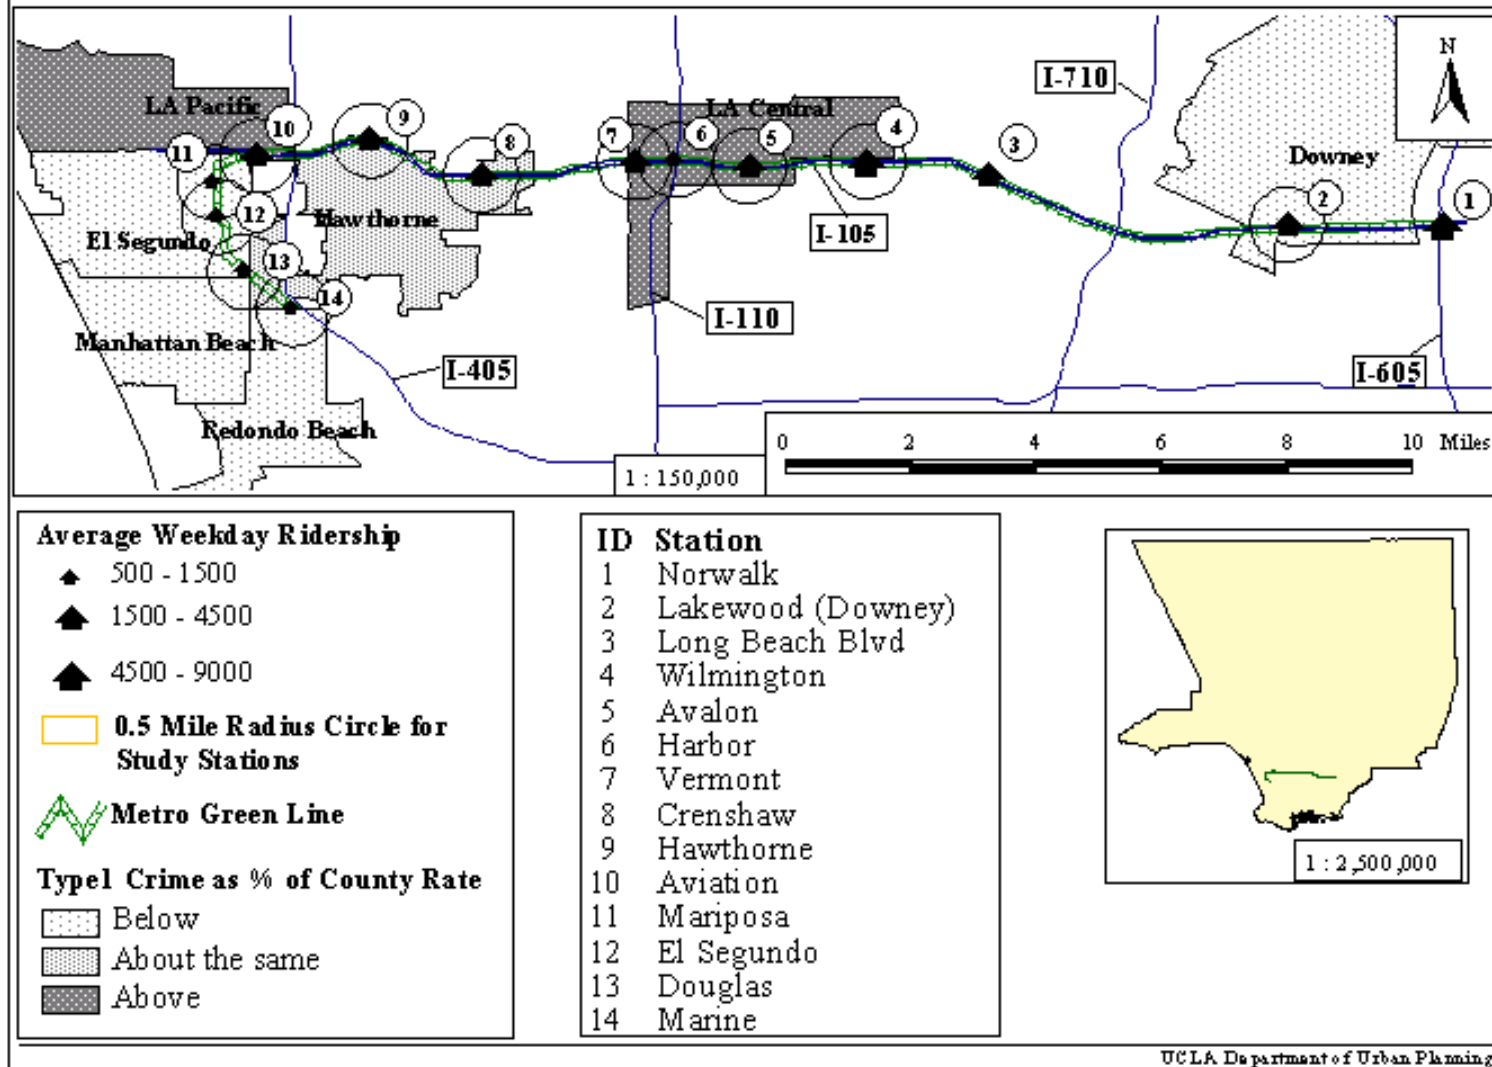 N
I-710
LA Pacific
LA Central
10
9
11
8
7
6
5
4
3
Downey
2
1
12
Hawthorne
El Segundo
I-105
13
14
I-110
Manhattan Beach
I-405
I-605
Redondo Beach
0 2 4 6 8 10 Miles
1 : 150,000
Average Weekday Ridership
500 - 1500
1500 - 4500
4500 - 9000
0.5 Mile Radius Circle for
Study Stations
Metro Green Line
Type1 Crime as % of County Rate
Below
About the same
Above
ID Station
1 Norwalk
2 Lakewood (Downey)
3 Long Beach Blvd
4 Wilmington
5 Avalon
6 Harbor
7 Vermont
8 Crenshaw
9 Hawthorne
10 Aviation
11 Mariposa
12 El Segundo
13 Douglas
14 Marine
1 : 2,500,000
UCLA Department of Urban Planning